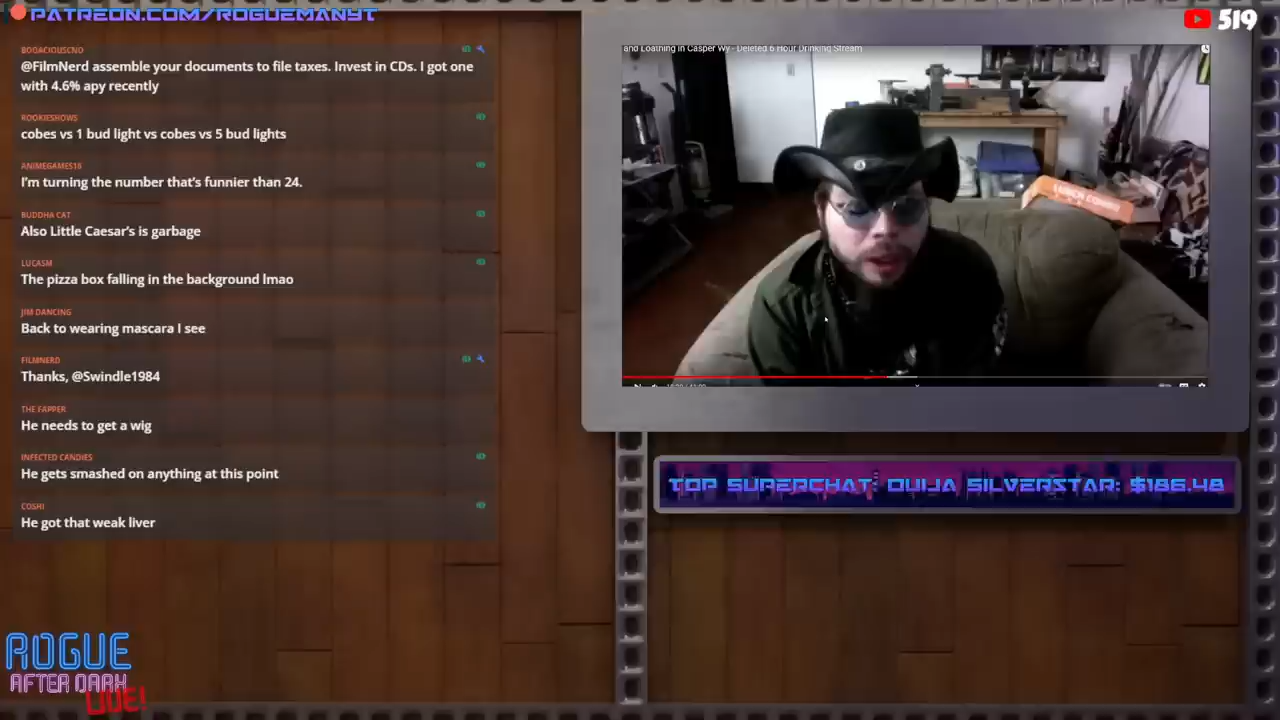 PATREON.COM/ROGUEMANYT
519
BODACIOUSCNO
@FilmNerd assemble your documents to file taxes. Invest in CDs. I got one
with 4.6% apy recently
ROOKIESHOWS
cobes vs 1 bud light vs cobes vs 5 bud lights
ANIMEGAMES16
I'm turning the number that's funnier than 24.
BUDDHA CAT
Also Little Caesar's is garbage
LUCASM
The pizza box falling in the background lmao
JIM DANCING
Back to wearing mascara I see
FILMNERD
Thanks, @Swindle1984
THE FAPPER
He needs to get a wig
INFECTED CANDIES
He gets smashed on anything at this point
COSHI
He got that weak liver
and Loathing in Casper Wy - Deleted 6 Hour Drinking Stream
TOP SUPERCHAT: OUIJA SILVERSTAR: $186.48
ROGUE
AFTER DARK
LIVE!